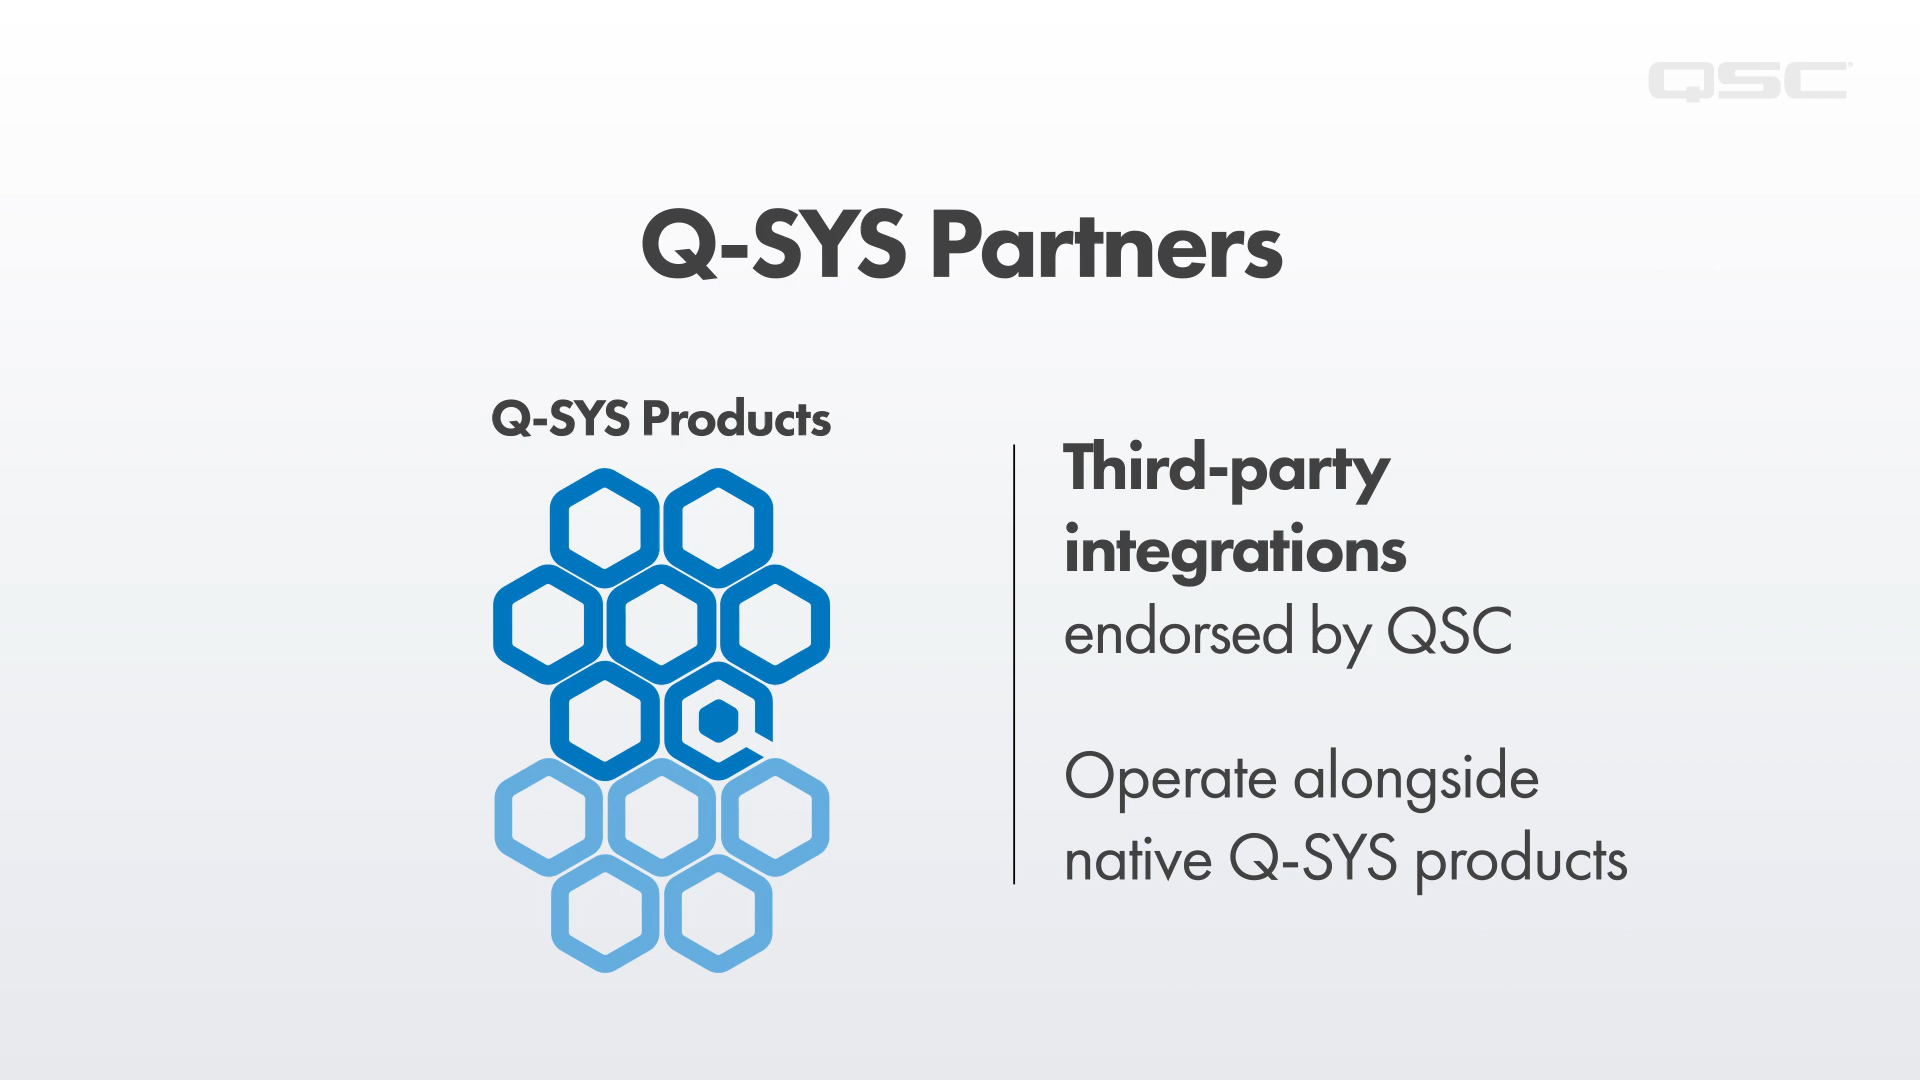 QSC
Q-SYS Partners
Q-SYS Products
Third-party
integrations
endorsed by QSC
Operate alongside
native Q-SYS products